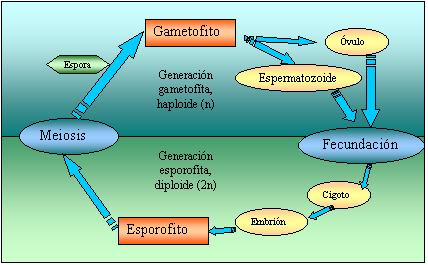 Gametofito
Óvulo
Espora
Espermatozoide
Generación
gametofita,
haploide (n)
Meiosis
Fecundación
Generación
esporofita,
diploide (2n)
Cigoto
Embrión
Esporofito